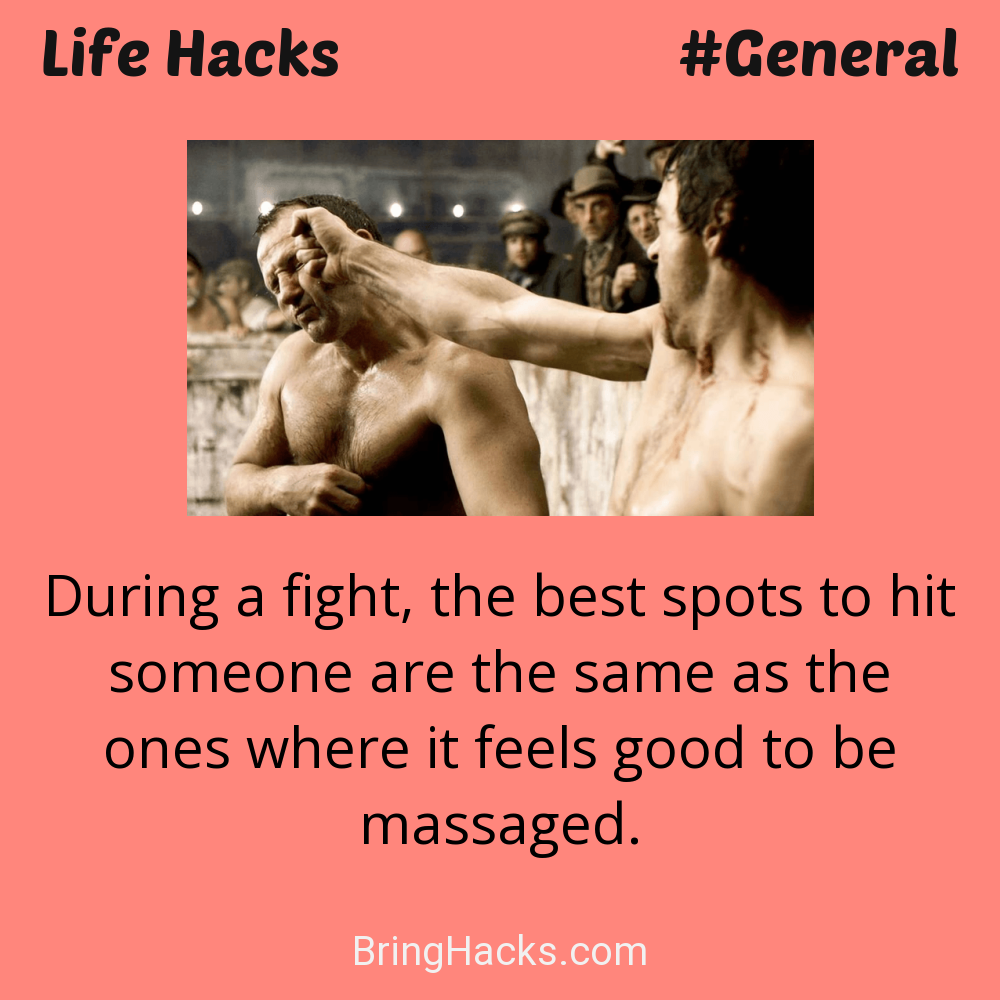 Life Hacks
#General
During a fight, the best spots to hit
someone are the same as the
ones where it feels good to be
massaged.
BringHacks.com